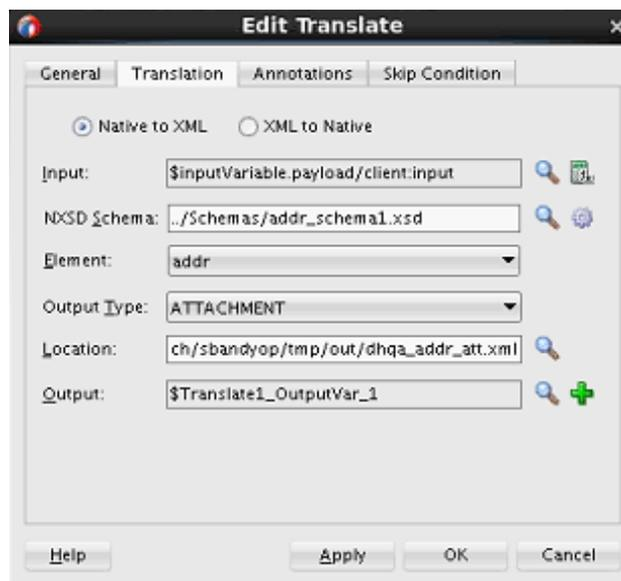 Edit Translate
General Translation Annotations Skip Condition
Native to XML XML to Native
Input: $inputVariable.payload/client:input
NXSD Schema: ../Schemas/addr_schema1.xsd
Element: addr
Output Type: ATTACHMENT
Location: ch/sbandyop/tmp/out/dhqa_addr_att.xml
Output: $Translate1_OutputVar_1
Help Apply OK Cancel